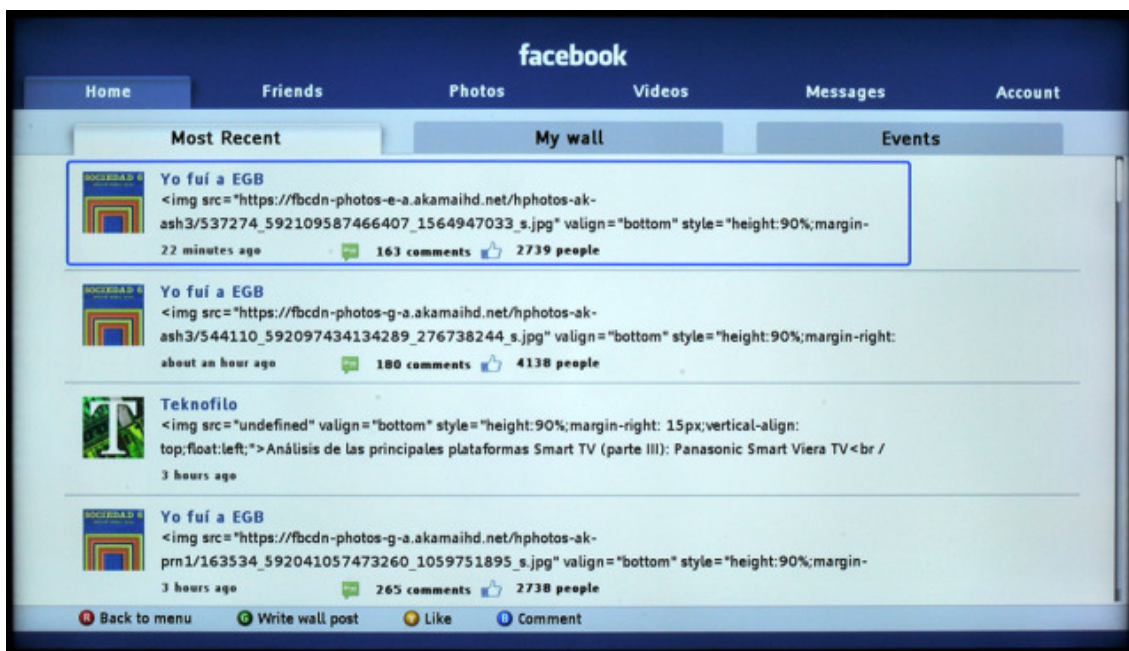 facebook
Home Friends Photos Videos Messages Account
Most Recent My wall Events
Yo fuí a EGB
<img src="https://fbcdn-photos-e-a.akamaihd.net/hphotos-ak-
ash3/537274_592109587466407_1564947033_s.jpg" valign="bottom" style="height:90%;margin-
22 minutes ago 163 comments 2739 people
Yo fuí a EGB
<img src="https://fbcdn-photos-g-a.akamaihd.net/hphotos-ak-
ash3/544110_592097434134289_276738244_s.jpg" valign="bottom" style="height:90%;margin-right:
about an hour ago 180 comments 4138 people
T
Teknofilo
<img src="undefined" valign="bottom" style="height:90%;margin-right: 15px;vertical-align:
top;float:left;">Análisis de las principales plataformas Smart TV (parte III): Panasonic Smart Viera TV<br /
3 hours ago
Yo fuí a EGB
<img src="https://fbcdn-photos-g-a.akamaihd.net/hphotos-ak-
prn1/163534_592041057473260_1059751895_s.jpg" valign="bottom" style="height:90%;margin-
3 hours ago 265 comments 2738 people
R Back to menu G Write wall post Y Like B Comment